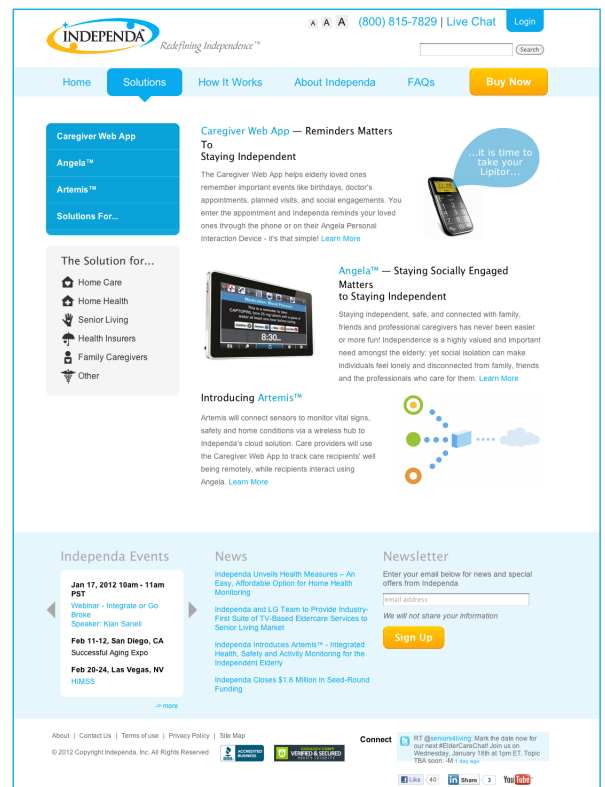 INDEPENDA
Redefining Independence™
A A A (800) 815-7829 | Live Chat Login
Search
Home Solutions How It Works About Independa FAQs Buy Now
Caregiver Web App
Angela™
Artemis™
Solutions For...
The Solution for...
Home Care
Home Health
Senior Living
Health Insurers
Family Caregivers
Other
Caregiver Web App — Reminders Matters
To
Staying Independent
The Caregiver Web App helps elderly loved ones
remember important events like birthdays, doctor's
appointments, planned visits, and social engagements. You
enter the appointment and Independa reminds your loved
ones through the phone or on their Angela Personal
Interaction Device - it's that simple! Learn More
...it is time to
take your
Lipitor...
Medication: Blood Pressure
This is a reminder to take
CAPTOPRIL
8:30
Angela™ — Staying Socially Engaged
Matters
to Staying Independent
Staying independent, safe, and connected with family,
friends and professional caregivers has never been easier
or more fun! Independence is a highly valued and important
need amongst the elderly; yet social isolation can make
individuals feel lonely and disconnected from family, friends
and the professionals who care for them. Learn More
Introducing Artemis™
Artemis will connect sensors to monitor vital signs,
safety and home conditions via a wireless hub to
Independa's cloud solution. Care providers will use
the Caregiver Web App to track care recipients' well
being remotely, while recipients interact using
Angela. Learn More
Independa Events
Jan 17, 2012 10am - 11am
PST
Webinar - Integrate or Go
Broke
Speaker: Kian Saneii
Feb 11-12, San Diego, CA
Successful Aging Expo
Feb 20-24, Las Vegas, NV
HIMSS
-> more
News
Independa Unveils Health Measures – An
Easy, Affordable Option for Home Health
Monitoring
Independa and LG Team to Provide Industry-
First Suite of TV-Based Eldercare Services to
Senior Living Market
Independa Introduces Artemis™ - Integrated
Health, Safety and Activity Monitoring for the
Independent Elderly
Independa Closes $1.6 Million in Seed-Round
Funding
Newsletter
Enter your email below for news and special
offers from Independa
email address
We will not share your information
Sign Up
About | Contact Us | Terms of use | Privacy Policy | Site Map
© 2012 Copyright Independa, Inc. All Rights Reserved
BBB
ACCREDITED
BUSINESS
GODADDY.COM®
VERIFIED & SECURED
VERIFY SECURITY
Connect
RT @seniors4living: Mark the date now for
our next #ElderCareChat! Join us on
Wednesday, January 18th at 1pm ET. Topic
TBA soon. -M 1 day ago
Like 40 in Share 3 YouTube